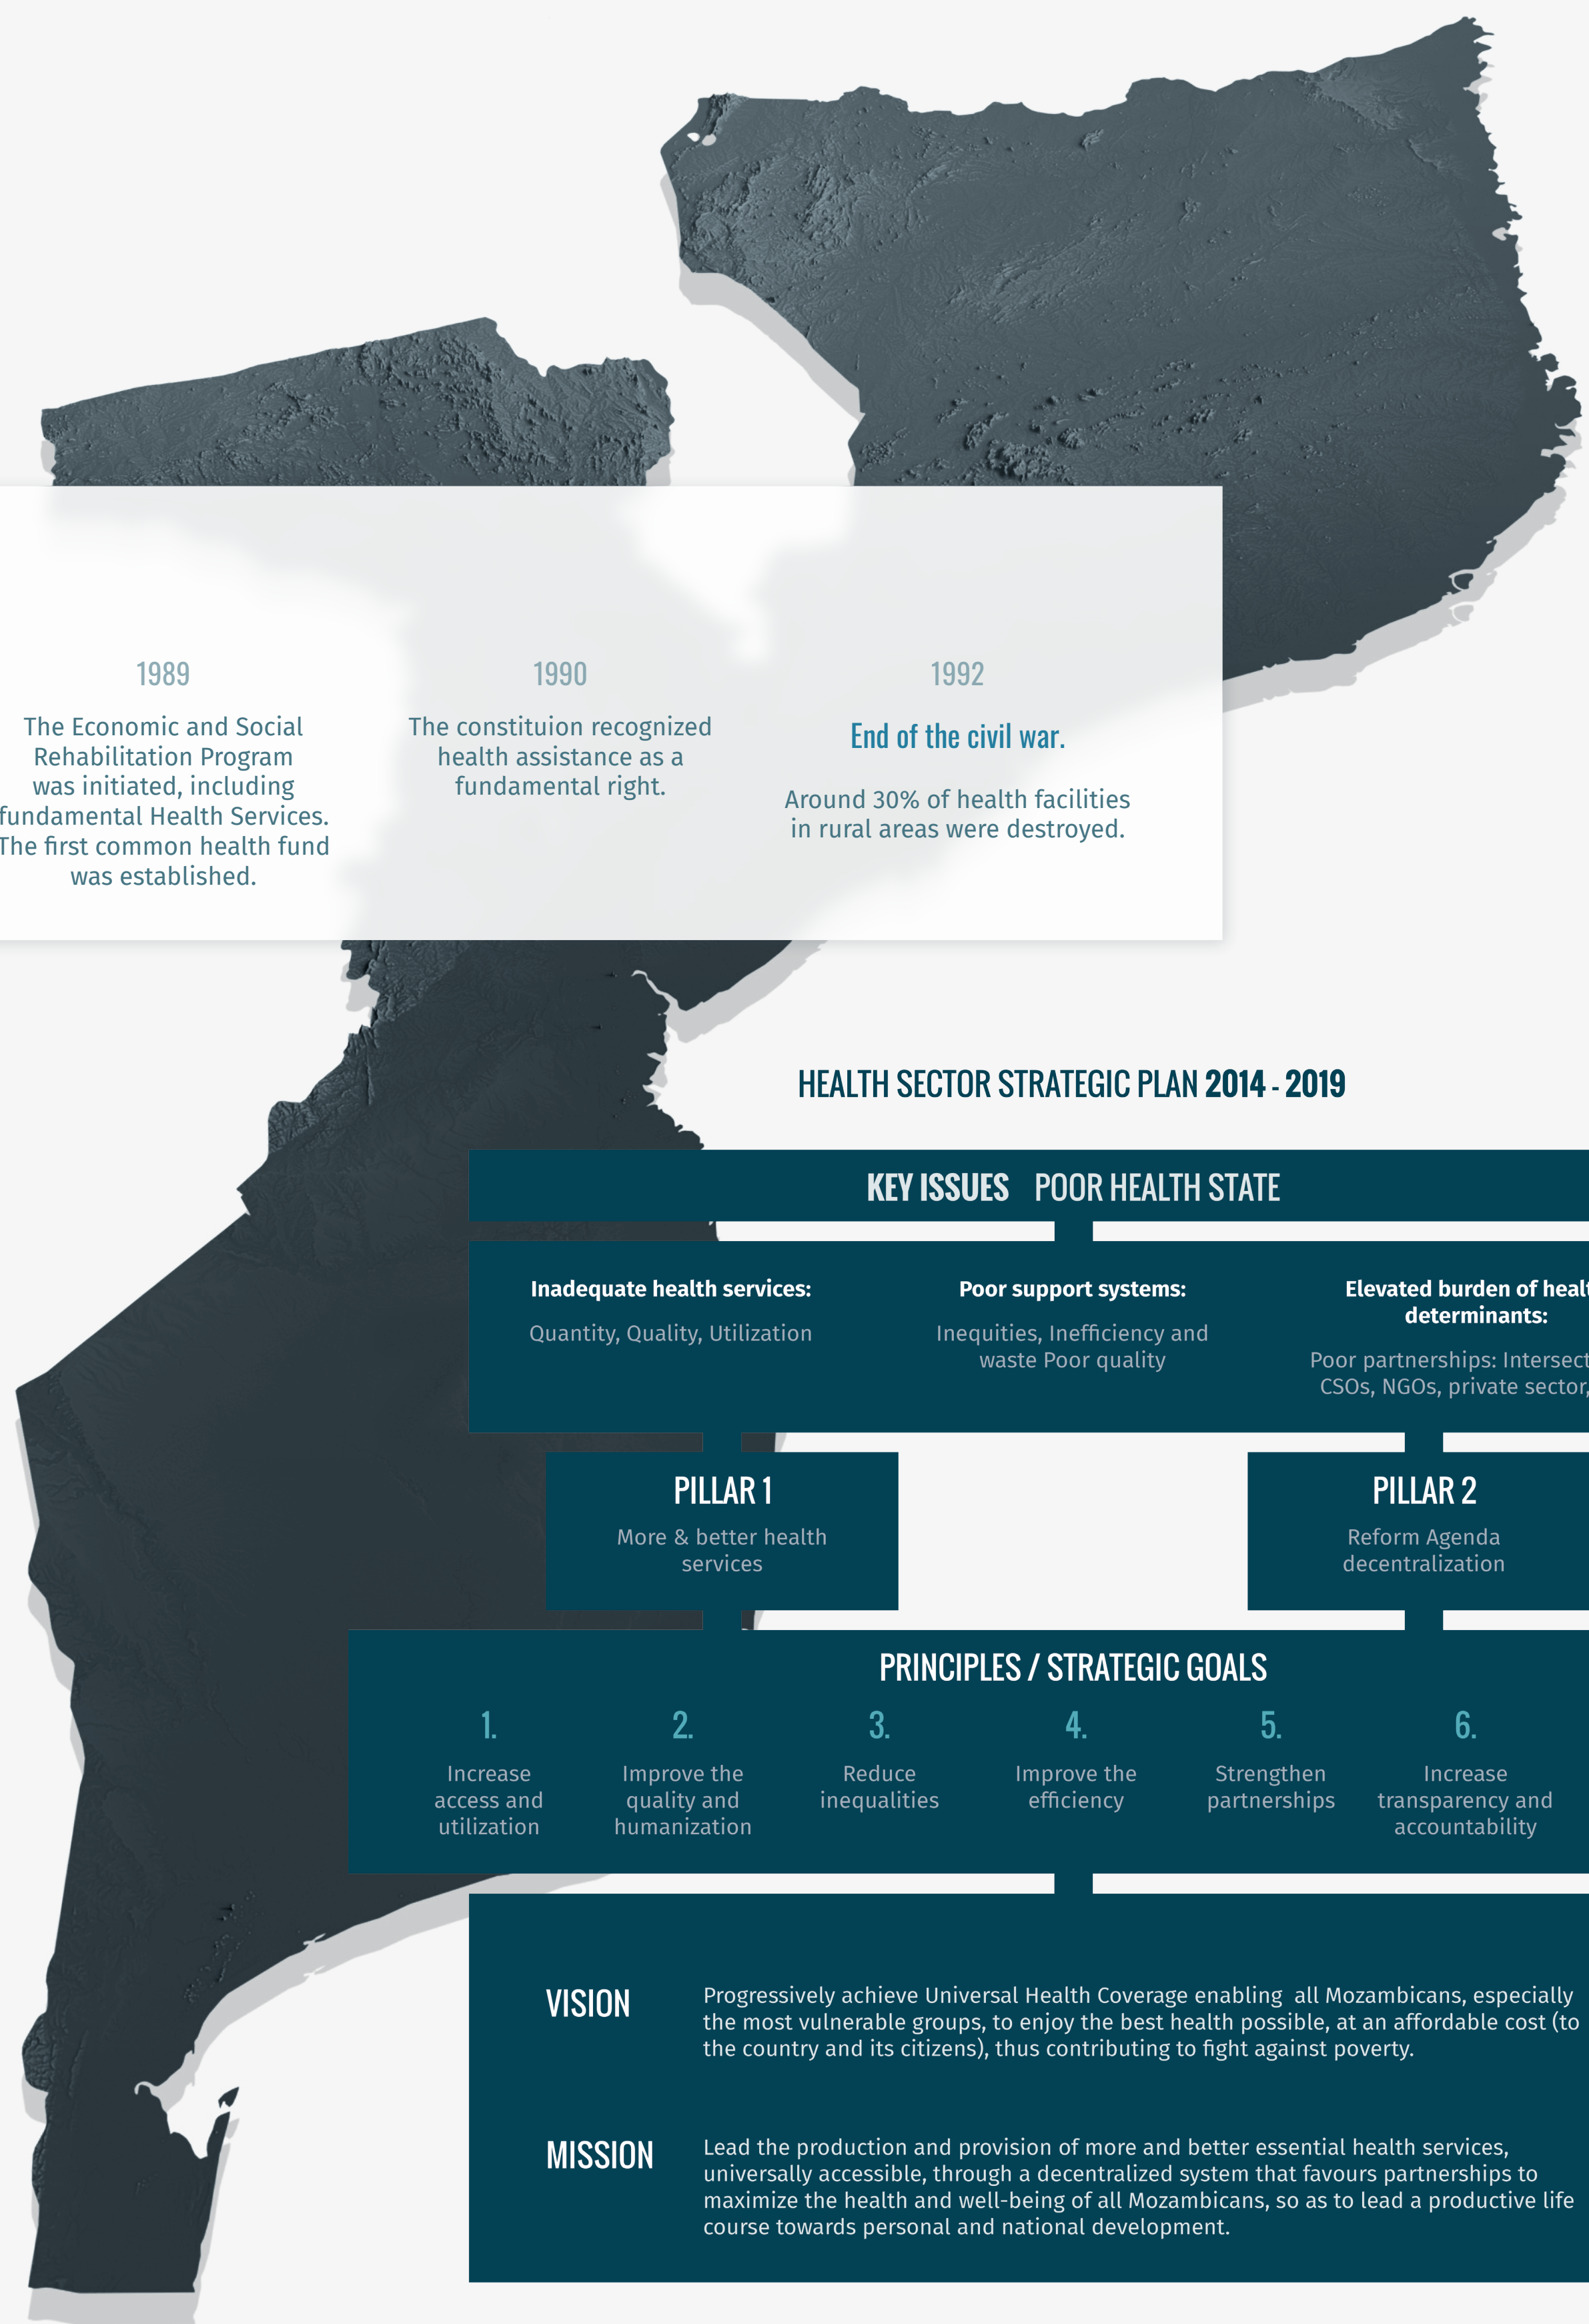 1989
The Economic and Social
Rehabilitation Program
was initiated, including
fundamental Health Services.
The first common health fund
was established.
1990
The constituion recognized
health assistance as a
fundamental right.
1992
End of the civil war.
Around 30% of health facilities
in rural areas were destroyed.
HEALTH SECTOR STRATEGIC PLAN 2014 - 2019
KEY ISSUES POOR HEALTH STATE
Inadequate health services:
Quantity, Quality, Utilization
Poor support systems:
Inequities, Inefficiency and
waste Poor quality
Elevated burden of
determinants:
Poor partnerships:
CSOs, NGOs, private sector,
PILLAR 1
More & better health
services
PILLAR 2
Reform Agenda
decentralization
PRINCIPLES / STRATEGIC GOALS
1.
Increase
access and
utilization
2.
Improve the
quality and
humanization
3.
Reduce
inequalities
4.
Improve the
efficiency
5.
Strengthen
partnerships
6.
Increase
transparency and
accountability
VISION
Progressively achieve Universal Health Coverage enabling all Mozambicans, especially
the most vulnerable groups, to enjoy the best health possible, at an affordable cost (to
the country and its citizens), thus contributing to fight against poverty.
MISSION
Lead the production and provision of more and better essential health services,
universally accessible, through a decentralized system that favours partnerships to
maximize the health and well-being of all Mozambicans, so as to lead a productive life
course towards personal and national development.